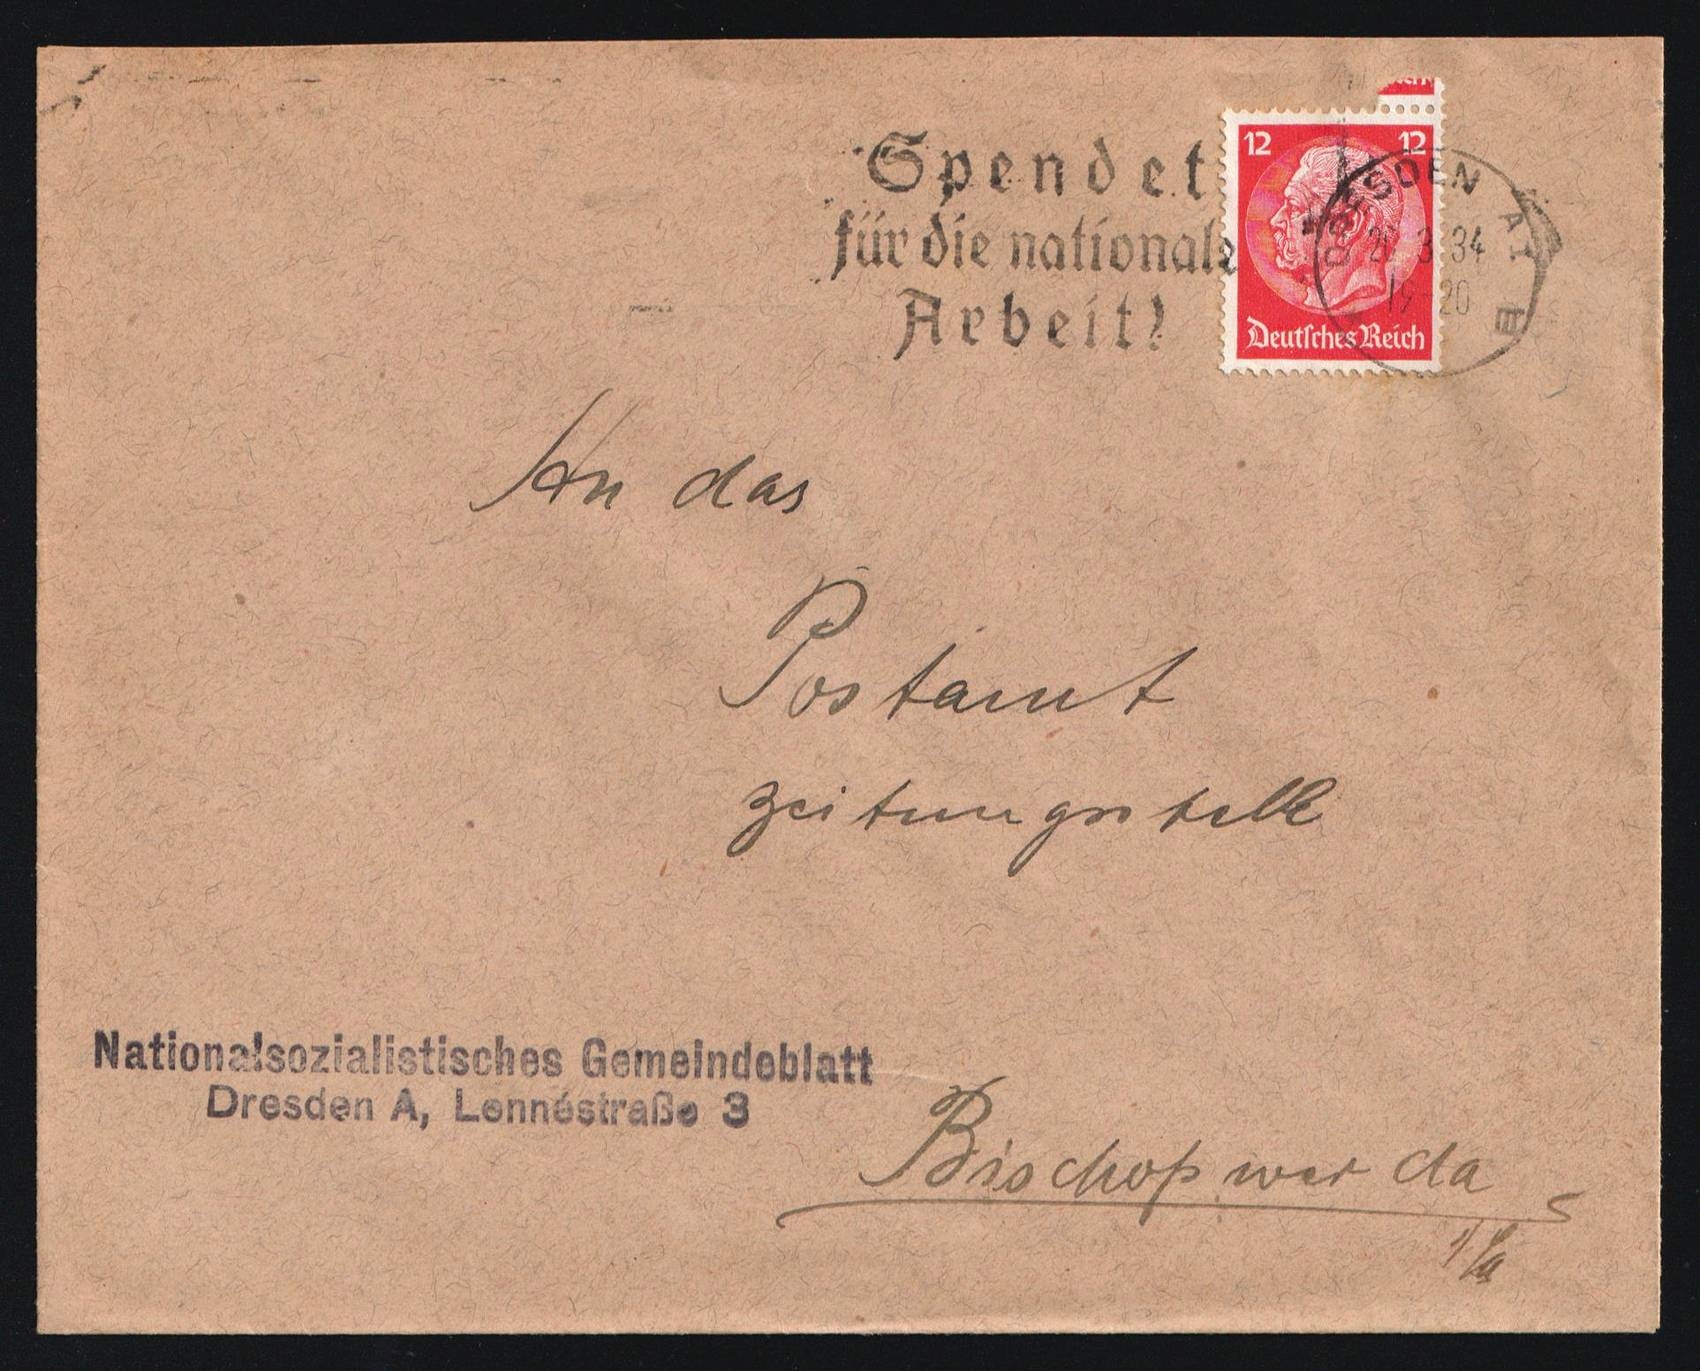 Spendet
für die nationale
Arbeit!
12 12
Deutsches Reich
DRESDEN A
3.34
19-20
An das
Postamt
Zeitungsstelle
Nationalsozialistisches Gemeindeblatt
Dresden A, Lennéstraße 3
Bischofswerda
i/Sa